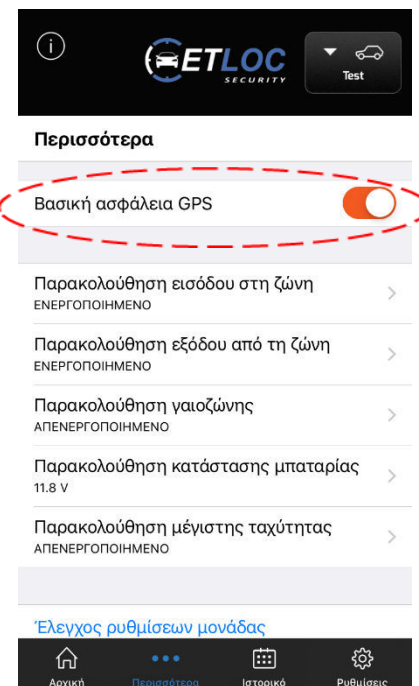 ETLOC
SECURITY
Test
Περισσότερα
Βασική ασφάλεια GPS
Παρακολούθηση εισόδου στη ζώνη
ΕΝΕΡΓΟΠΟΙΗΜΕΝΟ
Παρακολούθηση εξόδου από τη ζώνη
ΕΝΕΡΓΟΠΟΙΗΜΕΝΟ
Παρακολούθηση γαιοζώνης
ΑΠΕΝΕΡΓΟΠΟΙΗΜΕΝΟ
Παρακολούθηση κατάστασης μπαταρίας
11.8 V
Παρακολούθηση μέγιστης ταχύτητας
ΑΠΕΝΕΡΓΟΠΟΙΗΜΕΝΟ
Έλεγχος ρυθμίσεων μονάδας
Αρχική Περισσότερα Ιστορικό Ρυθμίσεις